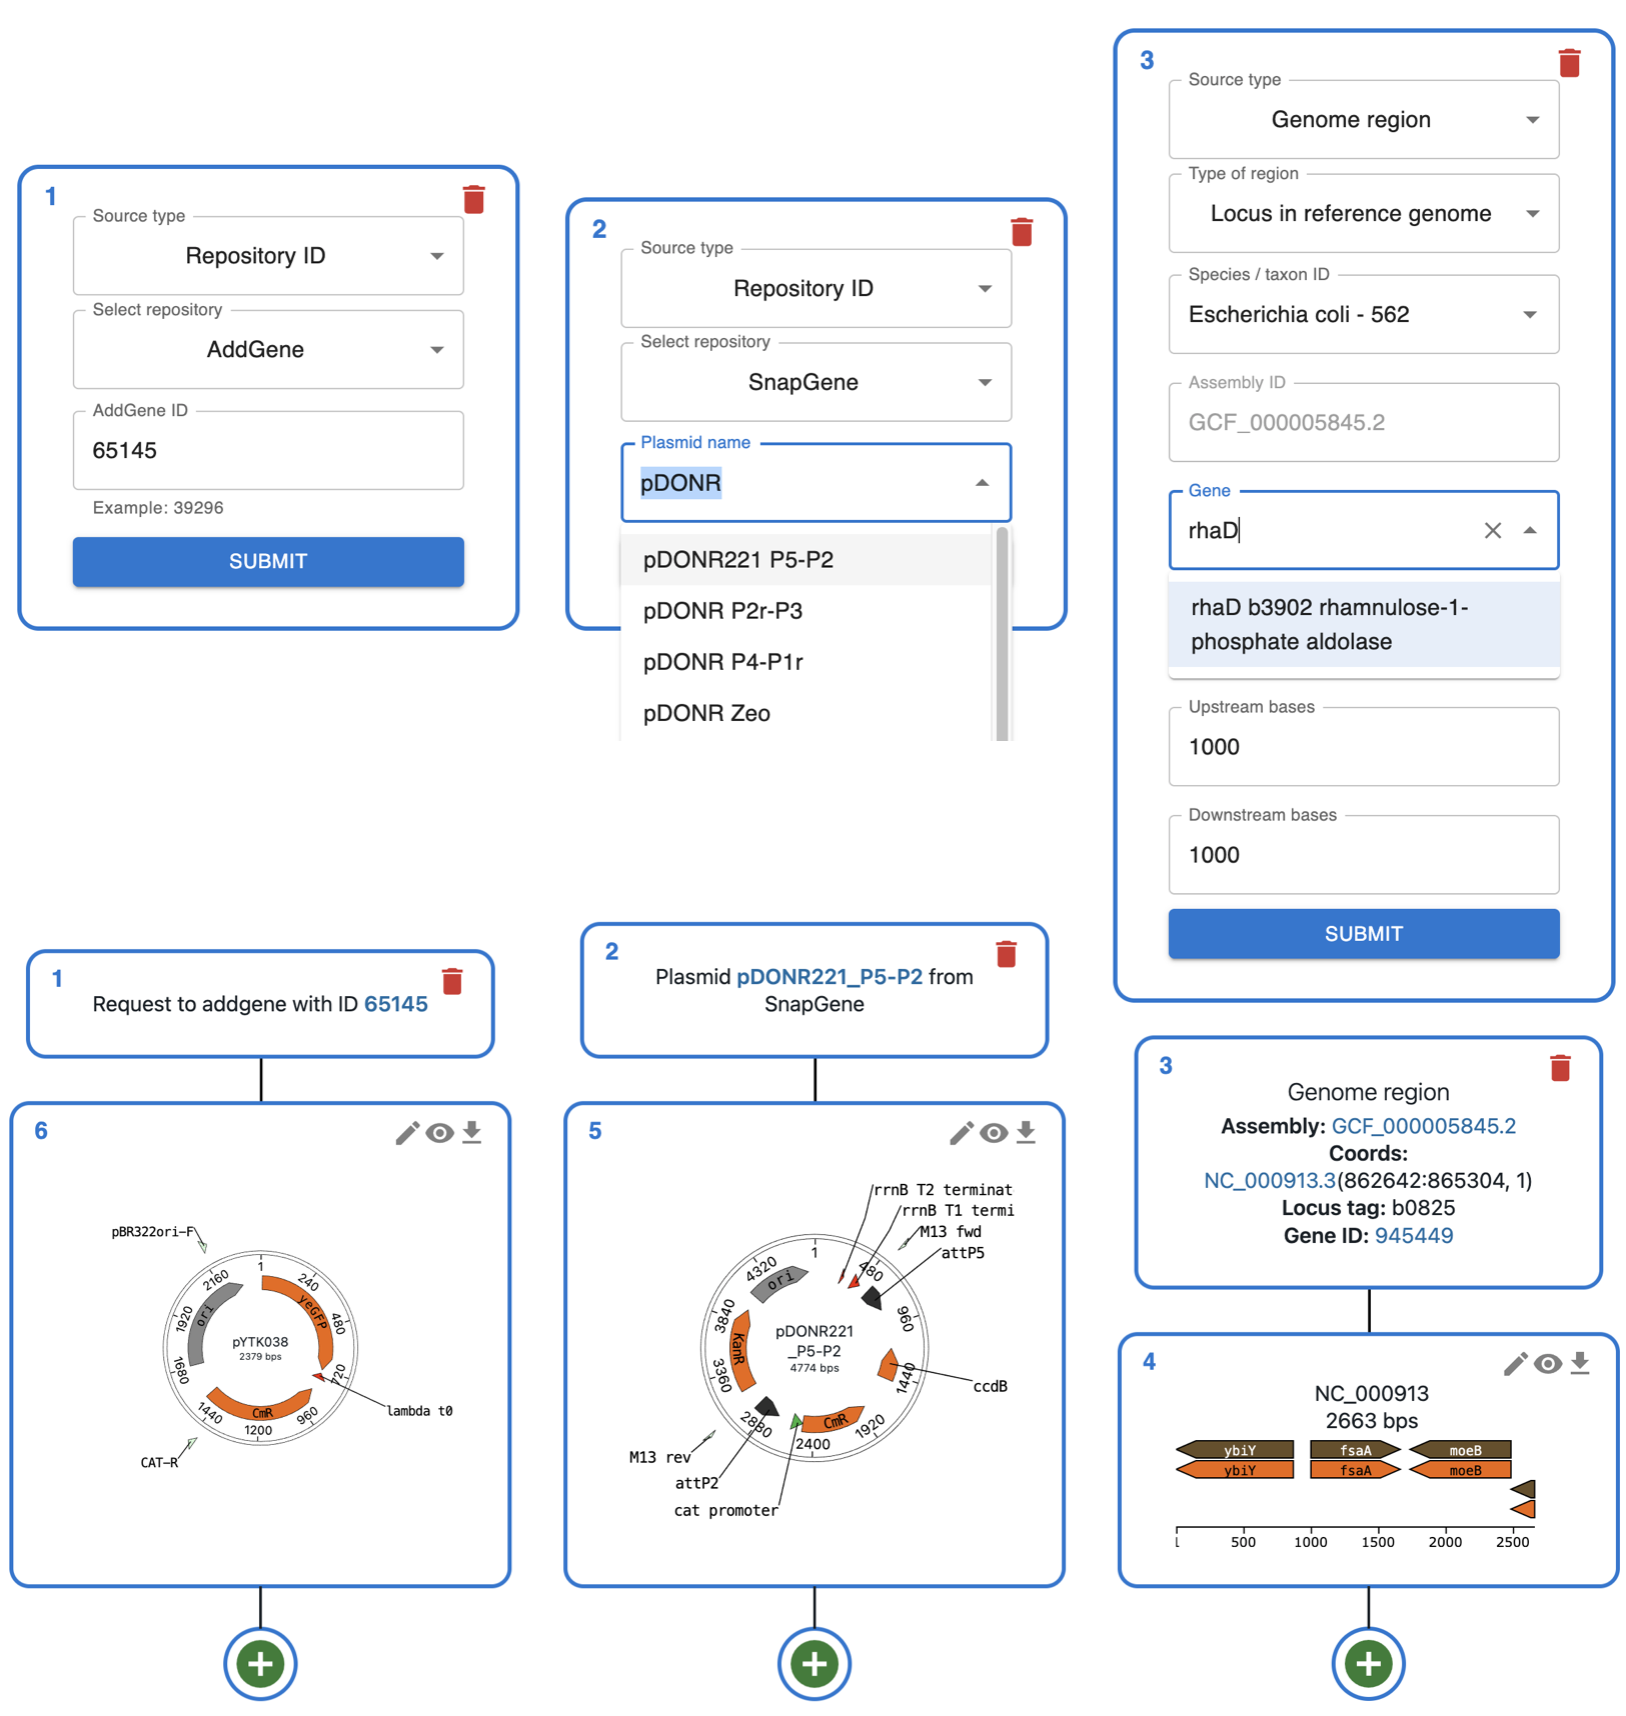 1
Source type
Repository ID
Select repository
AddGene
AddGene ID
65145
Example: 39296
SUBMIT
2
Source type
Repository ID
Select repository
SnapGene
Plasmid name
pDONR
pDONR221 P5-P2
pDONR P2r-P3
pDONR P4-P1r
pDONR Zeo
3
Source type
Genome region
Type of region
Locus in reference genome
Species / taxon ID
Escherichia coli - 562
Assembly ID
GCF_000005845.2
Gene
rhaD
rhaD b3902 rhamnulose-1-
phosphate aldolase
Upstream bases
1000
Downstream bases
1000
SUBMIT
1
Request to addgene with ID 65145
6
pBR322ori-F
1
240
480
720
960
1200
1440
1680
1920
2160
yeGFP
ori
CmR
pYTK038
2379 bps
lambda t0
CAT-R
2
Plasmid pDONR221_P5-P2 from
SnapGene
5
rrnB T2 terminat
rrnB T1 termi
M13 fwd
attP5
1
480
960
1440
1920
2400
2880
3360
3840
4320
ori
KanR
CmR
pDONR221
_P5-P2
4774 bps
ccdB
M13 rev
attP2
cat promoter
3
Genome region
Assembly: GCF_000005845.2
Coords:
NC_000913.3(862642:865304, 1)
Locus tag: b0825
Gene ID: 945449
4
NC_000913
2663 bps
ybiY fsaA moeB
ybiY fsaA moeB
1 500 1000 1500 2000 2500